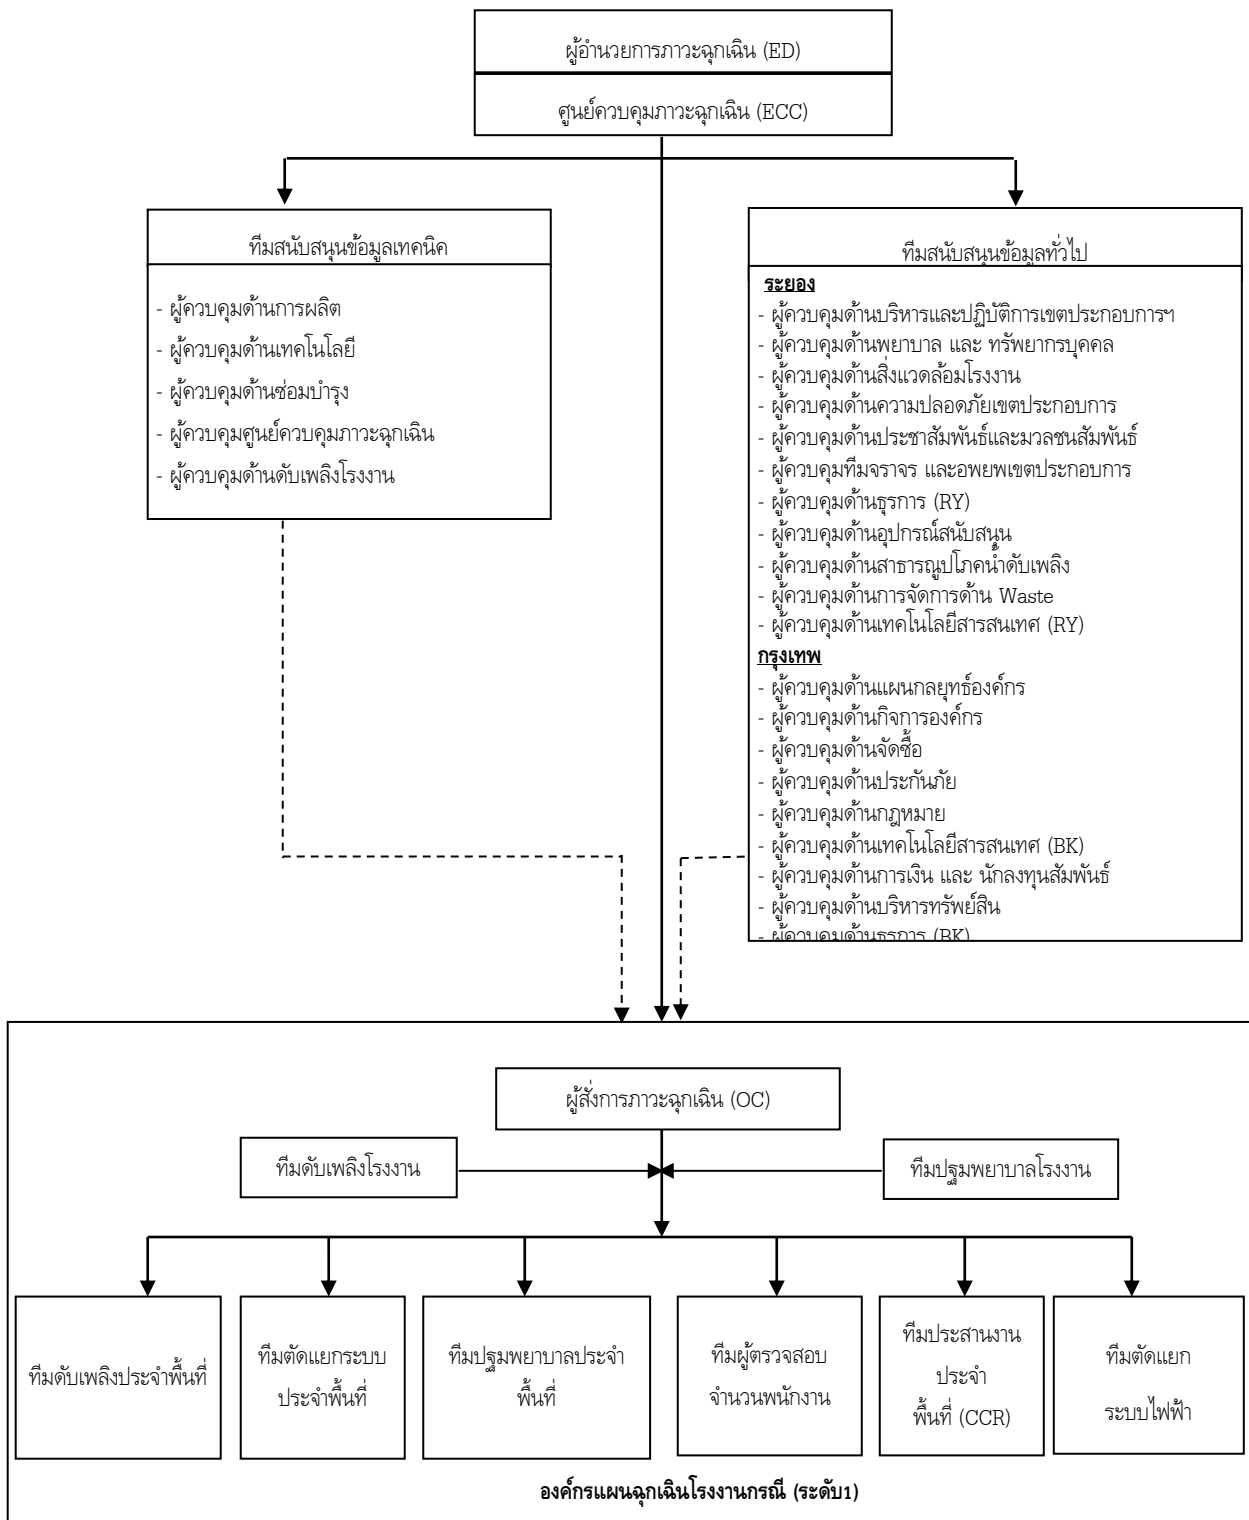 ผู้อำนวยการภาวะฉุกเฉิน (ED)
ศูนย์ควบคุมภาวะฉุกเฉิน (ECC)
ทีมสนับสนุนข้อมูลเทคนิค
- ผู้ควบคุมด้านการผลิต
- ผู้ควบคุมด้านเทคโนโลยี
- ผู้ควบคุมด้านซ่อมบำรุง
- ผู้ควบคุมศูนย์ควบคุมภาวะฉุกเฉิน
- ผู้ควบคุมด้านดับเพลิงโรงงาน
ทีมสนับสนุนข้อมูลทั่วไป
ระยอง
- ผู้ควบคุมด้านบริหารและปฏิบัติการเขตประกอบการฯ
- ผู้ควบคุมด้านพยาบาล และ ทรัพยากรบุคคล
- ผู้ควบคุมด้านสิ่งแวดล้อมโรงงาน
- ผู้ควบคุมด้านความปลอดภัยเขตประกอบการ
- ผู้ควบคุมด้านประชาสัมพันธ์และมวลชนสัมพันธ์
- ผู้ควบคุมทีมจราจร และอพยพเขตประกอบการ
- ผู้ควบคุมด้านธุรการ (RY)
- ผู้ควบคุมด้านอุปกรณ์สนับสนุน
- ผู้ควบคุมด้านสาธารณูปโภคน้ำดับเพลิง
- ผู้ควบคุมด้านการจัดการด้าน Waste
- ผู้ควบคุมด้านเทคโนโลยีสารสนเทศ (RY)
กรุงเทพ
- ผู้ควบคุมด้านแผนกลยุทธ์องค์กร
- ผู้ควบคุมด้านกิจการองค์กร
- ผู้ควบคุมด้านจัดซื้อ
- ผู้ควบคุมด้านประกันภัย
- ผู้ควบคุมด้านกฎหมาย
- ผู้ควบคุมด้านเทคโนโลยีสารสนเทศ (BK)
- ผู้ควบคุมด้านการเงิน และ นักลงทุนสัมพันธ์
- ผู้ควบคุมด้านบริหารทรัพย์สิน
- ผู้ควบคุมด้านธุรการ (BK)
ผู้สั่งการภาวะฉุกเฉิน (OC)
ทีมดับเพลิงโรงงาน
ทีมปฐมพยาบาลโรงงาน
ทีมดับเพลิงประจำพื้นที่
ทีมตัดแยกระบบ
ประจำพื้นที่
ทีมปฐมพยาบาลประจำ
พื้นที่
ทีมผู้ตรวจสอบ
จำนวนพนักงาน
ทีมประสานงาน
ประจำ
พื้นที่ (CCR)
ทีมตัดแยก
ระบบไฟฟ้า
องค์กรแผนฉุกเฉินโรงงานกรณี (ระดับ1)